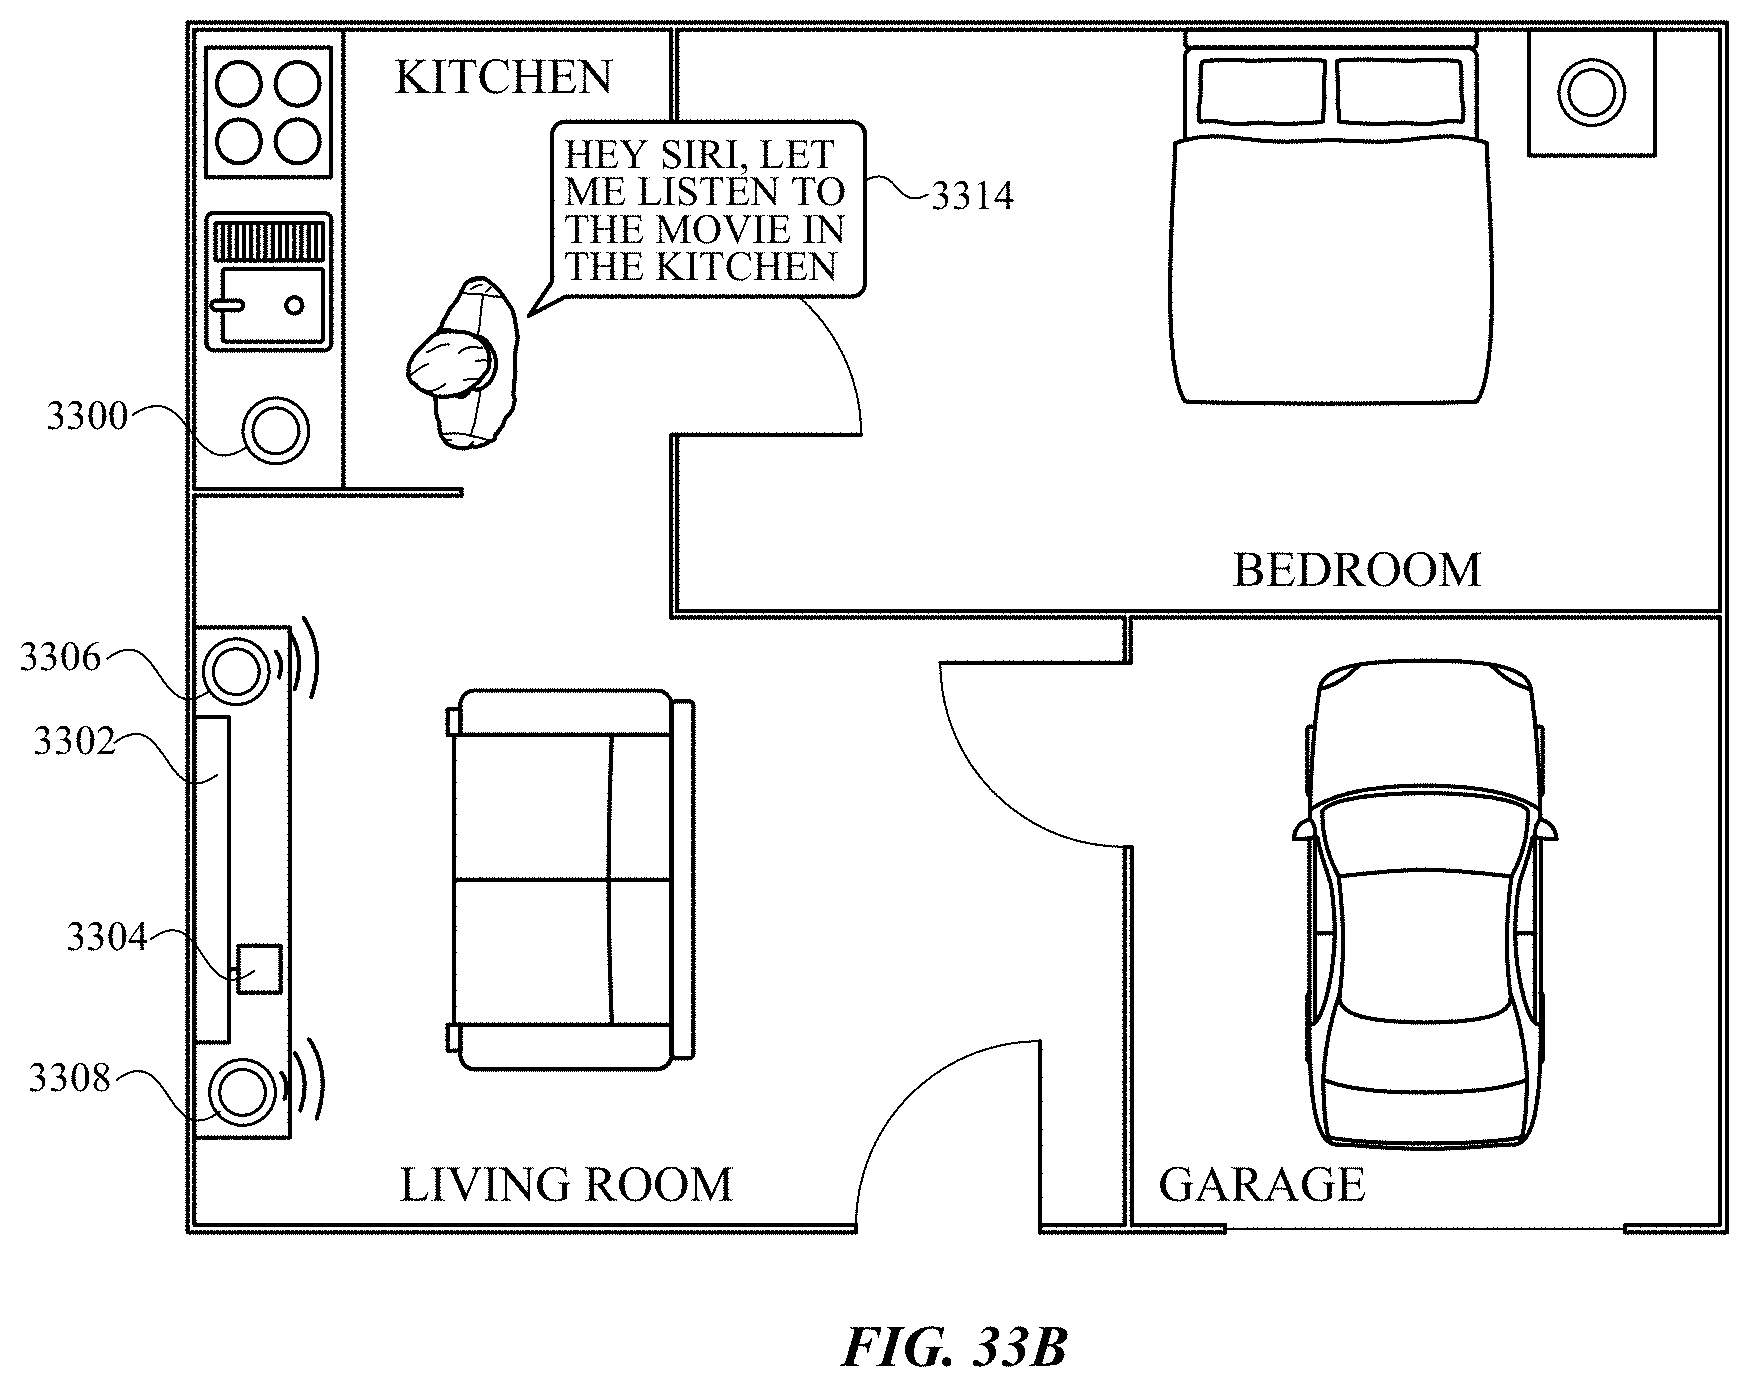 KITCHEN
HEY SIRI, LET
ME LISTEN TO
THE MOVIE IN
THE KITCHEN
3314
3300
BEDROOM
3306
3302
3304
3308
LIVING ROOM
GARAGE
FIG. 33B